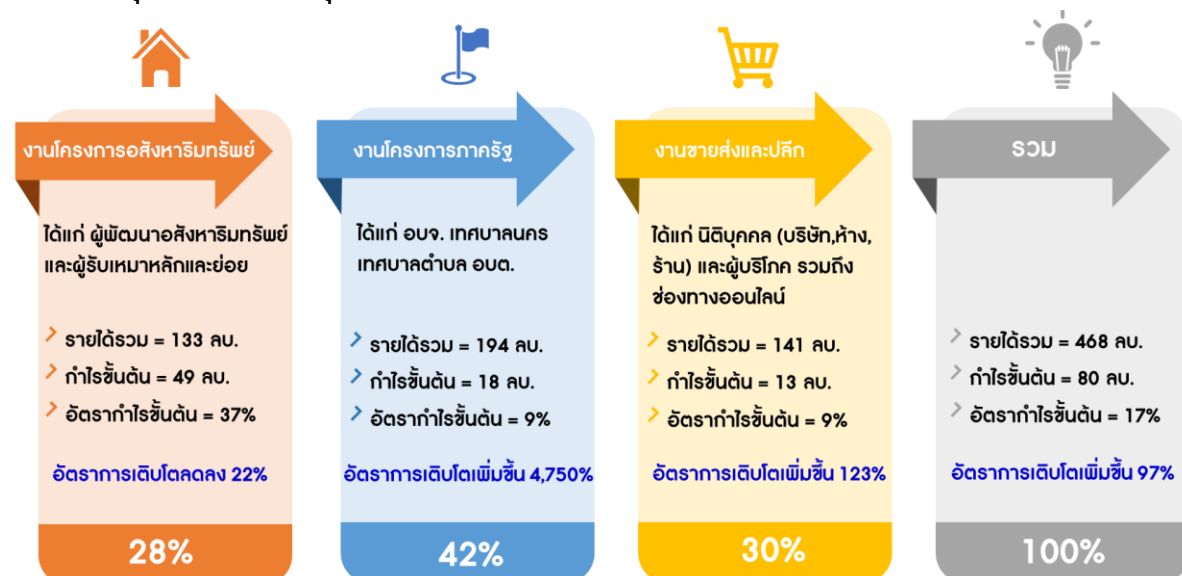 งานโครงการอสังหาริมทรัพย์
ได้แก่ ผู้พัฒนาอสังหาริมทรัพย์
และผู้รับเหมาหลักและย่อย
รายได้รวม = 133 ลบ.
กำไรขั้นต้น = 49 ลบ.
อัตรากำไรขั้นต้น = 37%
อัตราการเติบโตลดลง 22%
28%
งานโครงการภาครัฐ
ได้แก่ อบจ. เทศบาลนคร
เทศบาลตำบล อบต.
รายได้รวม = 194 ลบ.
กำไรขั้นต้น = 18 ลบ.
อัตรากำไรขั้นต้น = 9%
อัตราการเติบโตเพิ่มขึ้น 4,750%
42%
งานขายส่งและปลีก
ได้แก่ นิติบุคคล (บริษัท,ห้าง,
ร้าน) และผู้บริโภค รวมถึง
ช่องทางออนไลน์
รายได้รวม = 141 ลบ.
กำไรขั้นต้น = 13 ลบ.
อัตรากำไรขั้นต้น = 9%
อัตราการเติบโตเพิ่มขึ้น 123%
30%
รวม
รายได้รวม = 468 ลบ.
กำไรขั้นต้น = 80 ลบ.
อัตรากำไรขั้นต้น = 17%
อัตราการเติบโตเพิ่มขึ้น 97%
100%